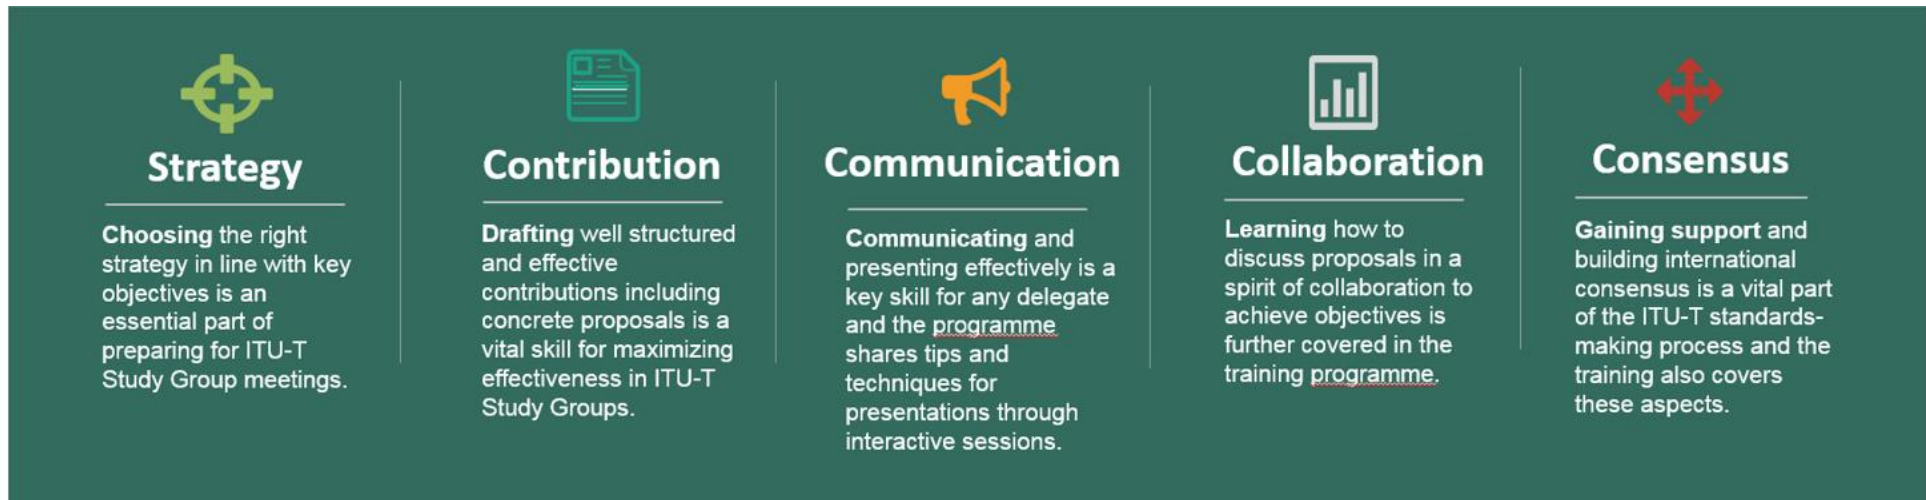 Strategy
Choosing the right
strategy in line with key
objectives is an
essential part of
preparing for ITU-T
Study Group meetings.
Contribution
Drafting well structured
and effective
contributions including
concrete proposals is a
vital skill for maximizing
effectiveness in ITU-T
Study Groups.
Communication
Communicating and
presenting effectively is a
key skill for any delegate
and the programme
shares tips and
techniques for
presentations through
interactive sessions.
Collaboration
Learning how to
discuss proposals in a
spirit of collaboration to
achieve objectives is
further covered in the
training programme.
Consensus
Gaining support and
building international
consensus is a vital part
of the ITU-T standards-
making process and the
training also covers
these aspects.